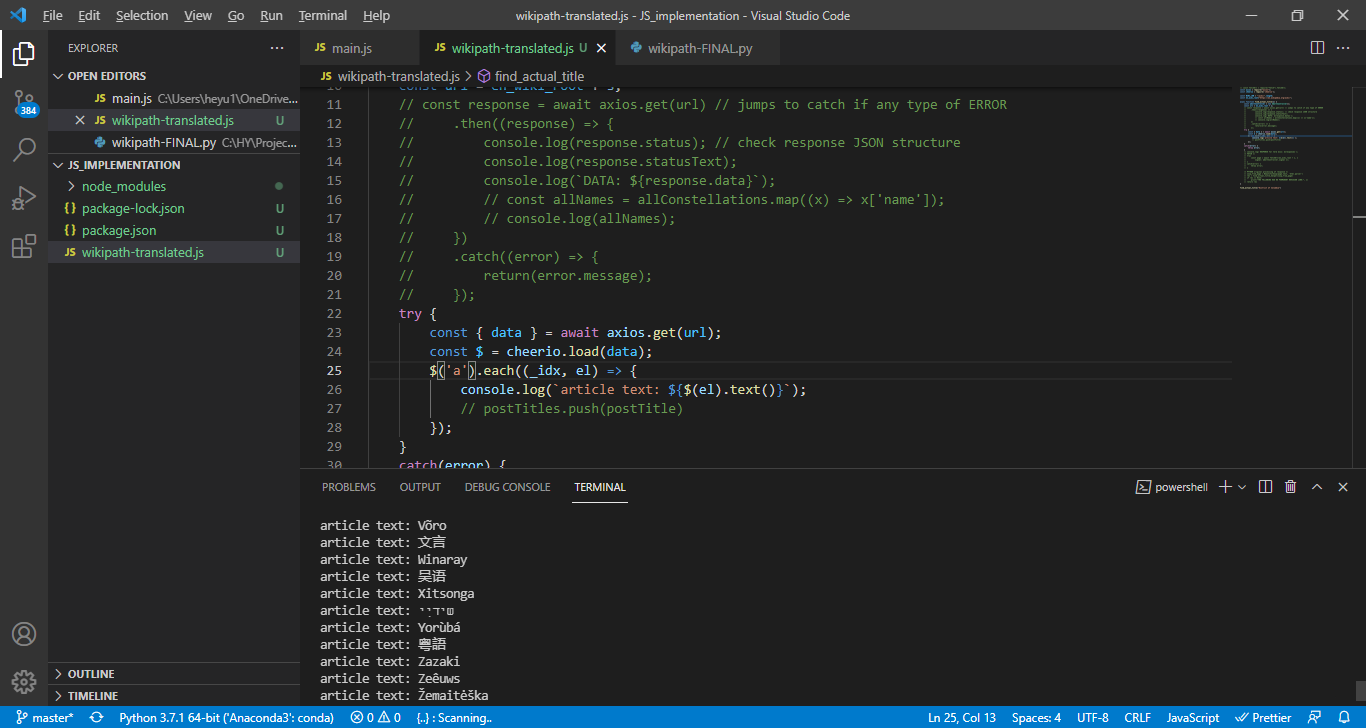 File Edit Selection View Go Run Terminal Help
wikipath-translated.js - JS_implementation - Visual Studio Code
EXPLORER
OPEN EDITORS
JS main.js C:\Users\heyu1\OneDrive...
JS wikipath-translated.js U
wikipath-FINAL.py C:\HY\Projec...
JS_IMPLEMENTATION
node_modules
{} package-lock.json U
{} package.json U
JS wikipath-translated.js U
OUTLINE
TIMELINE
384
JS main.js
JS wikipath-translated.js U
wikipath-FINAL.py
JS wikipath-translated.js > find_actual_title
11 // const response = await axios.get(url) // jumps to catch if any type of ERROR
12 // .then((response) => {
13 // console.log(response.status); // check response JSON structure
14 // console.log(response.statusText);
15 // console.log(`DATA: ${response.data}`);
16 // // const allNames = allConstellations.map((x) => x['name']);
17 // // console.log(allNames);
18 // })
19 // .catch((error) => {
20 // return(error.message);
21 // });
22 try {
23 const { data } = await axios.get(url);
24 const $ = cheerio.load(data);
25 $('a').each((_idx, el) => {
26 console.log(`article text: ${$(el).text()}`);
27 // postTitles.push(postTitle)
28 });
29 }
30 catch(error) {
PROBLEMS OUTPUT DEBUG CONSOLE TERMINAL
powershell
article text: Võro
article text: 文言
article text: Winaray
article text: 吴语
article text: Xitsonga
article text:
article text: Yorùbá
article text: 粵語
article text: Zazaki
article text: Zeêuws
article text: Žemaitėška
master* Python 3.7.1 64-bit ('Anaconda3': conda) 0 0 {..} : Scanning..
Ln 25, Col 13 Spaces: 4 UTF-8 CRLF JavaScript Prettier